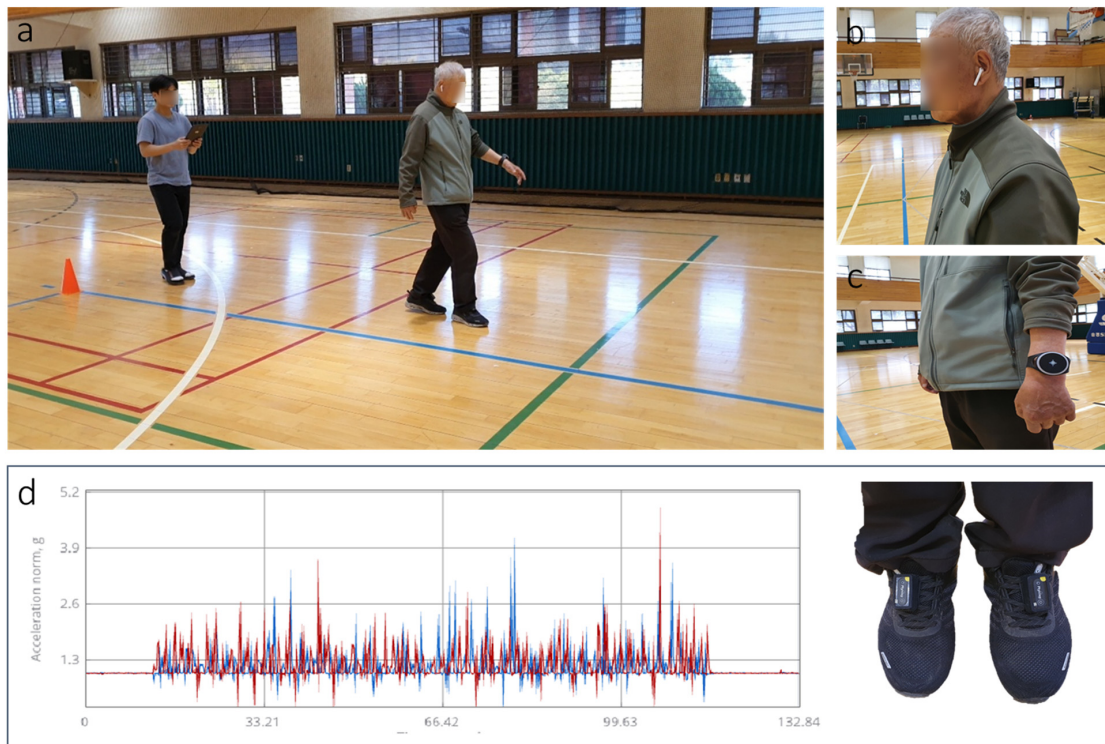 a
b
c
d
5.2
3.9
2.6
1.3
Acceleration norm, g
0
33.21
66.42
99.63
132.84